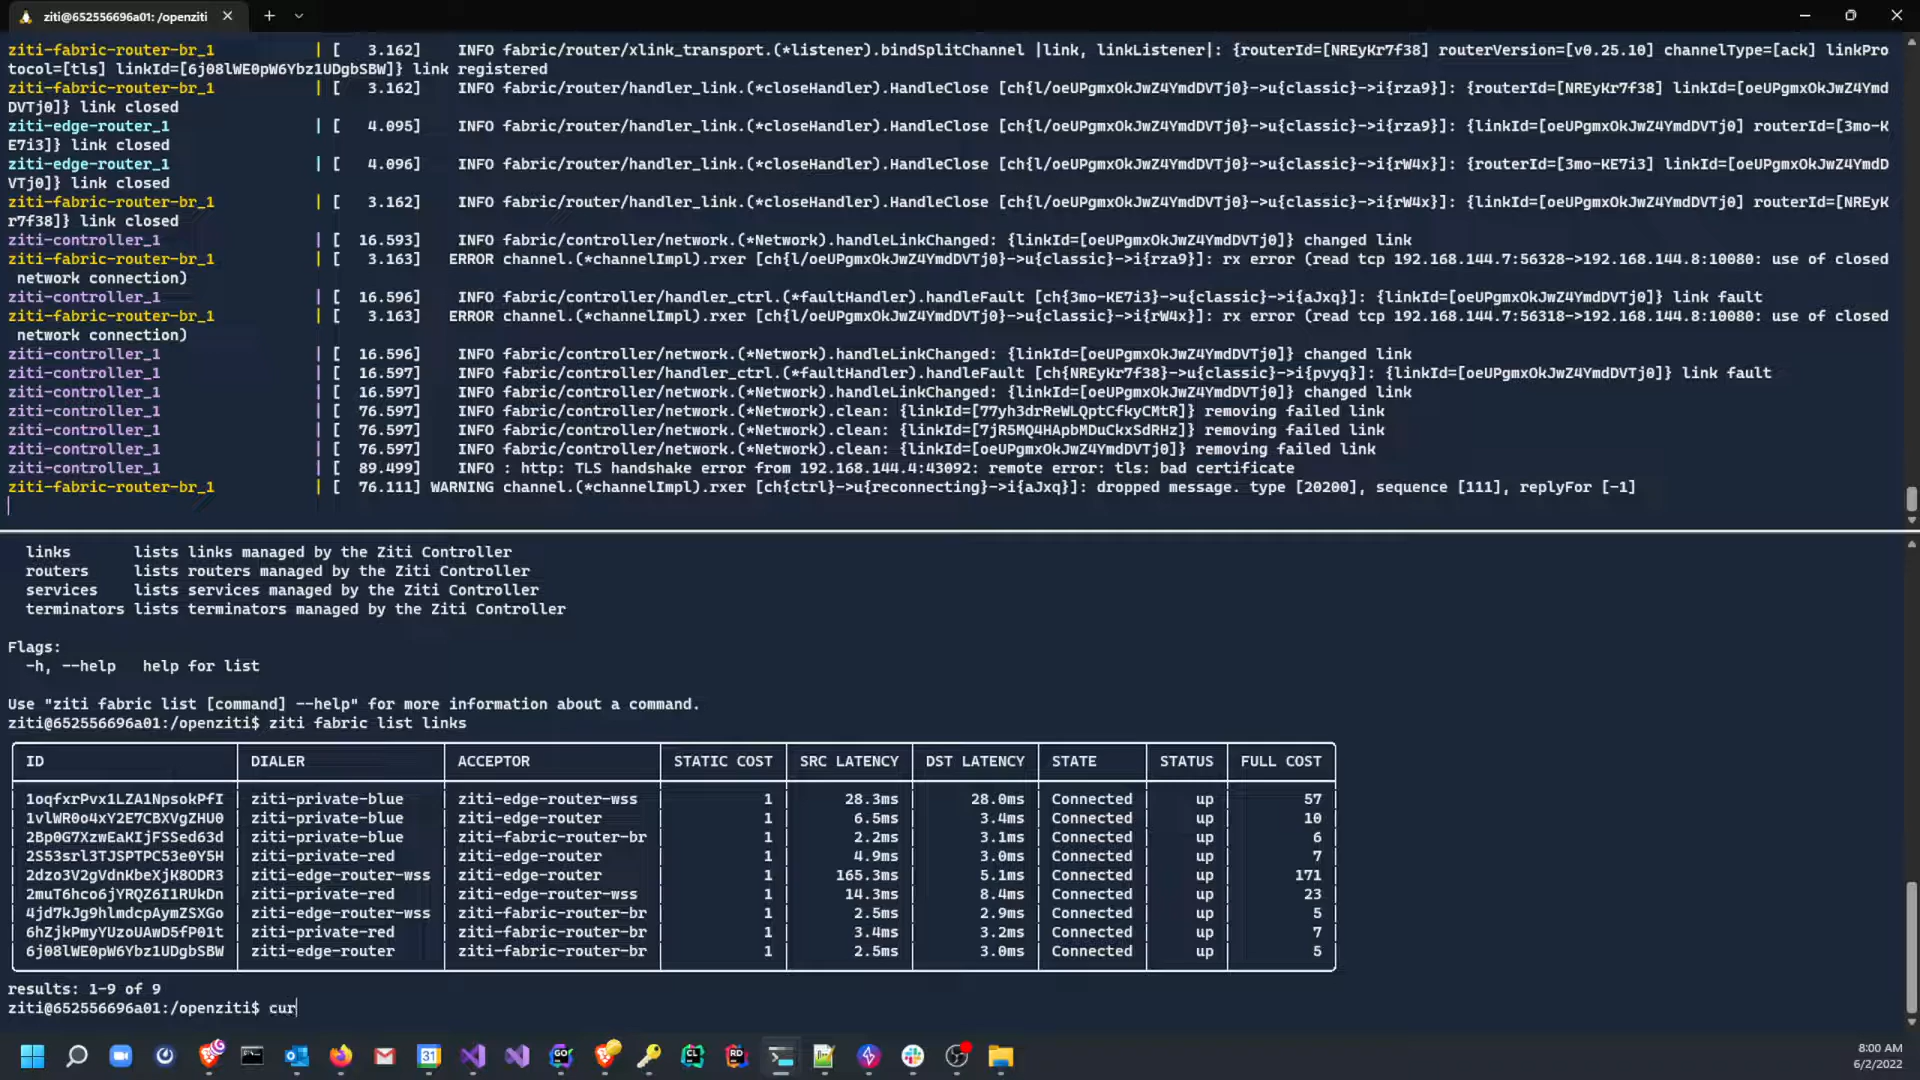 ziti@652556696a01: /openziti
ziti-fabric-router-br_1 | [ 3.162] INFO fabric/router/xlink_transport.(*listener).bindSplitChannel |link, linkListener|: {routerId=[NREyKr7f38] routerVersion=[v0.25.10] channelType=[ack] linkPro
tocol=[tls] linkId=[6j08lWE0pW6Ybz1UDgbSBW]} link registered
ziti-fabric-router-br_1 | [ 3.162] INFO fabric/router/handler_link.(*closeHandler).HandleClose [ch{l/oeUPgmxOkJwZ4YmdDVTj0}->u{classic}->i{rza9}]: {routerId=[NREyKr7f38] linkId=[oeUPgmxOkJwZ4Ymd
DVTj0]} link closed
ziti-edge-router_1 | [ 4.095] INFO fabric/router/handler_link.(*closeHandler).HandleClose [ch{l/oeUPgmxOkJwZ4YmdDVTj0}->u{classic}->i{rza9}]: {linkId=[oeUPgmxOkJwZ4YmdDVTj0] routerId=[3mo-K
E7i3]} link closed
ziti-edge-router_1 | [ 4.096] INFO fabric/router/handler_link.(*closeHandler).HandleClose [ch{l/oeUPgmxOkJwZ4YmdDVTj0}->u{classic}->i{rW4x}]: {routerId=[3mo-KE7i3] linkId=[oeUPgmxOkJwZ4YmdD
VTj0]} link closed
ziti-fabric-router-br_1 | [ 3.162] INFO fabric/router/handler_link.(*closeHandler).HandleClose [ch{l/oeUPgmxOkJwZ4YmdDVTj0}->u{classic}->i{rW4x}]: {linkId=[oeUPgmxOkJwZ4YmdDVTj0] routerId=[NREyK
r7f38]} link closed
ziti-controller_1 | [ 16.593] INFO fabric/controller/network.(*Network).handleLinkChanged: {linkId=[oeUPgmxOkJwZ4YmdDVTj0]} changed link
ziti-fabric-router-br_1 | [ 3.163] ERROR channel.(*channelImpl).rxer [ch{l/oeUPgmxOkJwZ4YmdDVTj0}->u{classic}->i{rza9}]: rx error (read tcp 192.168.144.7:56328->192.168.144.8:10080: use of closed
network connection)
ziti-controller_1 | [ 16.596] INFO fabric/controller/handler_ctrl.(*faultHandler).handleFault [ch{3mo-KE7i3}->u{classic}->i{aJxq}]: {linkId=[oeUPgmxOkJwZ4YmdDVTj0]} link fault
ziti-fabric-router-br_1 | [ 3.163] ERROR channel.(*channelImpl).rxer [ch{l/oeUPgmxOkJwZ4YmdDVTj0}->u{classic}->i{rW4x}]: rx error (read tcp 192.168.144.7:56318->192.168.144.8:10080: use of closed
network connection)
ziti-controller_1 | [ 16.596] INFO fabric/controller/network.(*Network).handleLinkChanged: {linkId=[oeUPgmxOkJwZ4YmdDVTj0]} changed link
ziti-controller_1 | [ 16.597] INFO fabric/controller/handler_ctrl.(*faultHandler).handleFault [ch{NREyKr7f38}->u{classic}->i{pvyq}]: {linkId=[oeUPgmxOkJwZ4YmdDVTj0]} link fault
ziti-controller_1 | [ 16.597] INFO fabric/controller/network.(*Network).handleLinkChanged: {linkId=[oeUPgmxOkJwZ4YmdDVTj0]} changed link
ziti-controller_1 | [ 76.597] INFO fabric/controller/network.(*Network).clean: {linkId=[77yh3drReWLQptCfkyCMtR]} removing failed link
ziti-controller_1 | [ 76.597] INFO fabric/controller/network.(*Network).clean: {linkId=[7jR5MQ4HApbMDuCkxSdRHz]} removing failed link
ziti-controller_1 | [ 76.597] INFO fabric/controller/network.(*Network).clean: {linkId=[oeUPgmxOkJwZ4YmdDVTj0]} removing failed link
ziti-controller_1 | [ 89.499] INFO : http: TLS handshake error from 192.168.144.4:43092: remote error: tls: bad certificate
ziti-fabric-router-br_1 | [ 76.111] WARNING channel.(*channelImpl).rxer [ch{ctrl}->u{reconnecting}->i{aJxq}]: dropped message. type [20200], sequence [111], replyFor [-1]
links lists links managed by the Ziti Controller
routers lists routers managed by the Ziti Controller
services lists services managed by the Ziti Controller
terminators lists terminators managed by the Ziti Controller
Flags:
-h, --help help for list
Use "ziti fabric list [command] --help" for more information about a command.
ziti@652556696a01:/openziti$ ziti fabric list links
ID DIALER ACCEPTOR STATIC COST SRC LATENCY DST LATENCY STATE STATUS FULL COST
1oqfxrPvx1LZA1NpsokPfI ziti-private-blue ziti-edge-router-wss 1 28.3ms 28.0ms Connected up 57
1vlWR0o4xY2E7CBXVgZHU0 ziti-private-blue ziti-edge-router 1 6.5ms 3.4ms Connected up 10
2Bp0G7XzwEaKIjFSSed63d ziti-private-blue ziti-fabric-router-br 1 2.2ms 3.1ms Connected up 6
2S53srl3TJSPTPC53e0Y5H ziti-private-red ziti-edge-router 1 4.9ms 3.0ms Connected up 7
2dzo3V2gVdnKbeXjK8ODR3 ziti-edge-router-wss ziti-edge-router 1 165.3ms 5.1ms Connected up 171
2muT6hco6jYRQZ6I1RUkDn ziti-private-red ziti-edge-router-wss 1 14.3ms 8.4ms Connected up 23
4jd7kJg9hlmdcpAymZSXGo ziti-edge-router-wss ziti-fabric-router-br 1 2.5ms 2.9ms Connected up 5
6hZjkPmyYUzoUAwD5fP01t ziti-private-red ziti-fabric-router-br 1 3.4ms 3.2ms Connected up 7
6j08lWE0pW6Ybz1UDgbSBW ziti-edge-router ziti-fabric-router-br 1 2.5ms 3.0ms Connected up 5
results: 1-9 of 9
ziti@652556696a01:/openziti$ cur
8:00 AM
6/2/2022